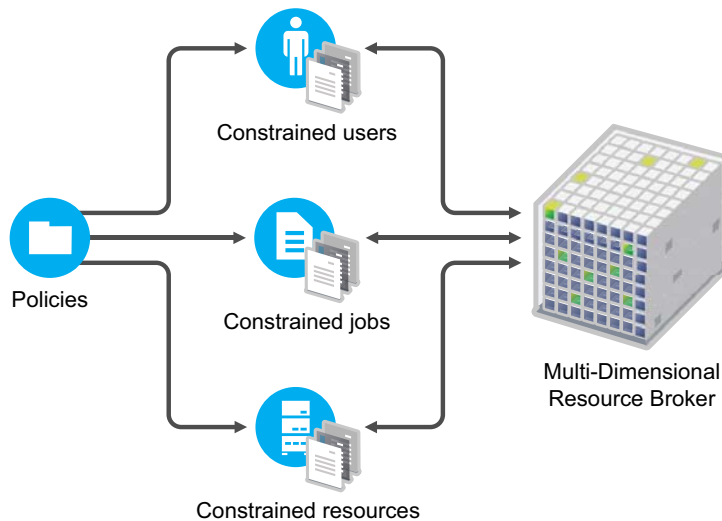 Constrained users
Policies
Constrained jobs
Multi-Dimensional
Resource Broker
Constrained resources